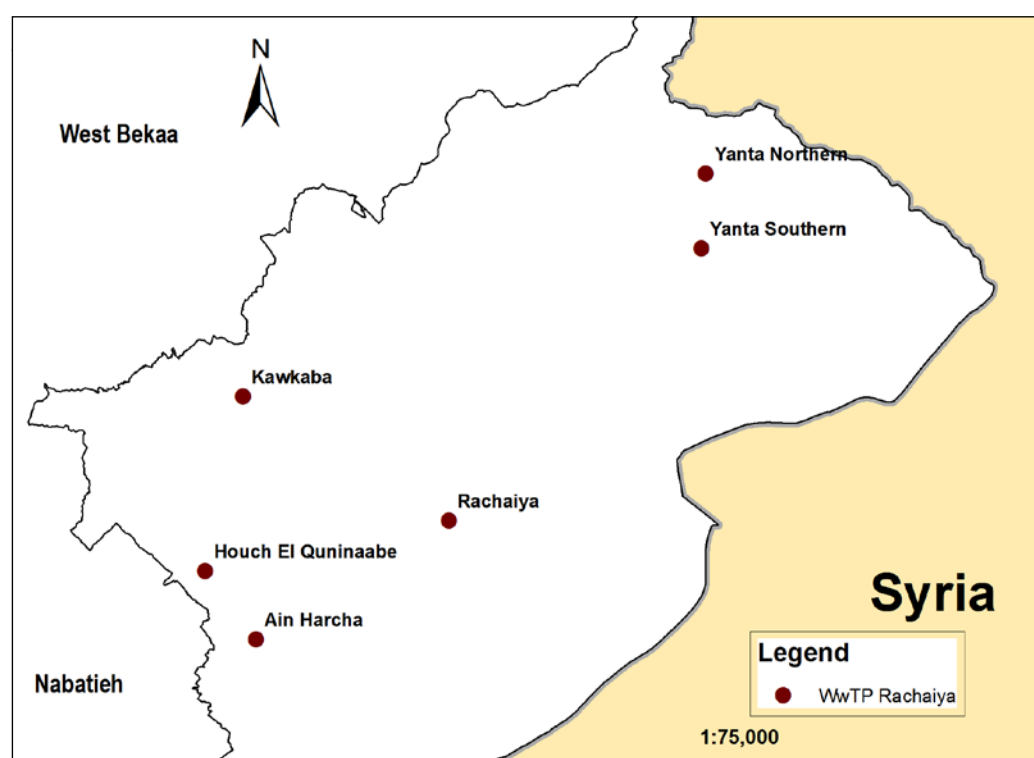 N
West Bekaa
Yanta Northern
Yanta Southern
Kawkaba
Rachaiya
Houch El Quninaabe
Ain Harcha
Nabatieh
Syria
Legend
WwTP Rachaiya
1:75,000